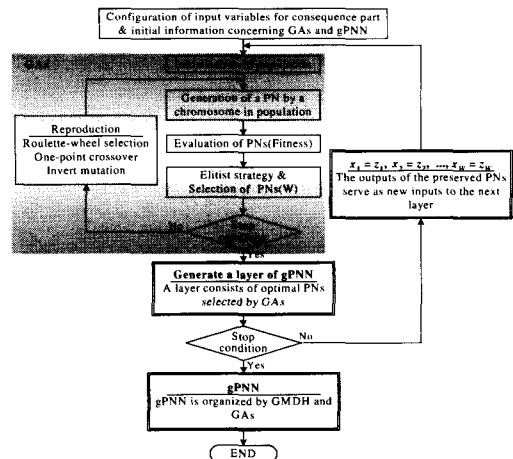 Configuration of input variables for consequence part
& initial information concerning GAs and gPNN
GAs
Generation of a PN by a
chromosome in population
Reproduction
Roulette-wheel selection
One-point crossover
Invert mutation
Evaluation of PNs(Fitness)
Elitist strategy &
Selection of PNs(W)
No
Stop
Yes
x₁ = z₁, x₂ = z₂, ..., x_W = z_W
The outputs of the preserved PNs
serve as new inputs to the next
layer
Generate a layer of gPNN
A layer consists of optimal PNs
selected by GAs
Stop
condition
No
Yes
gPNN
gPNN is organized by GMDH and
GAs
END